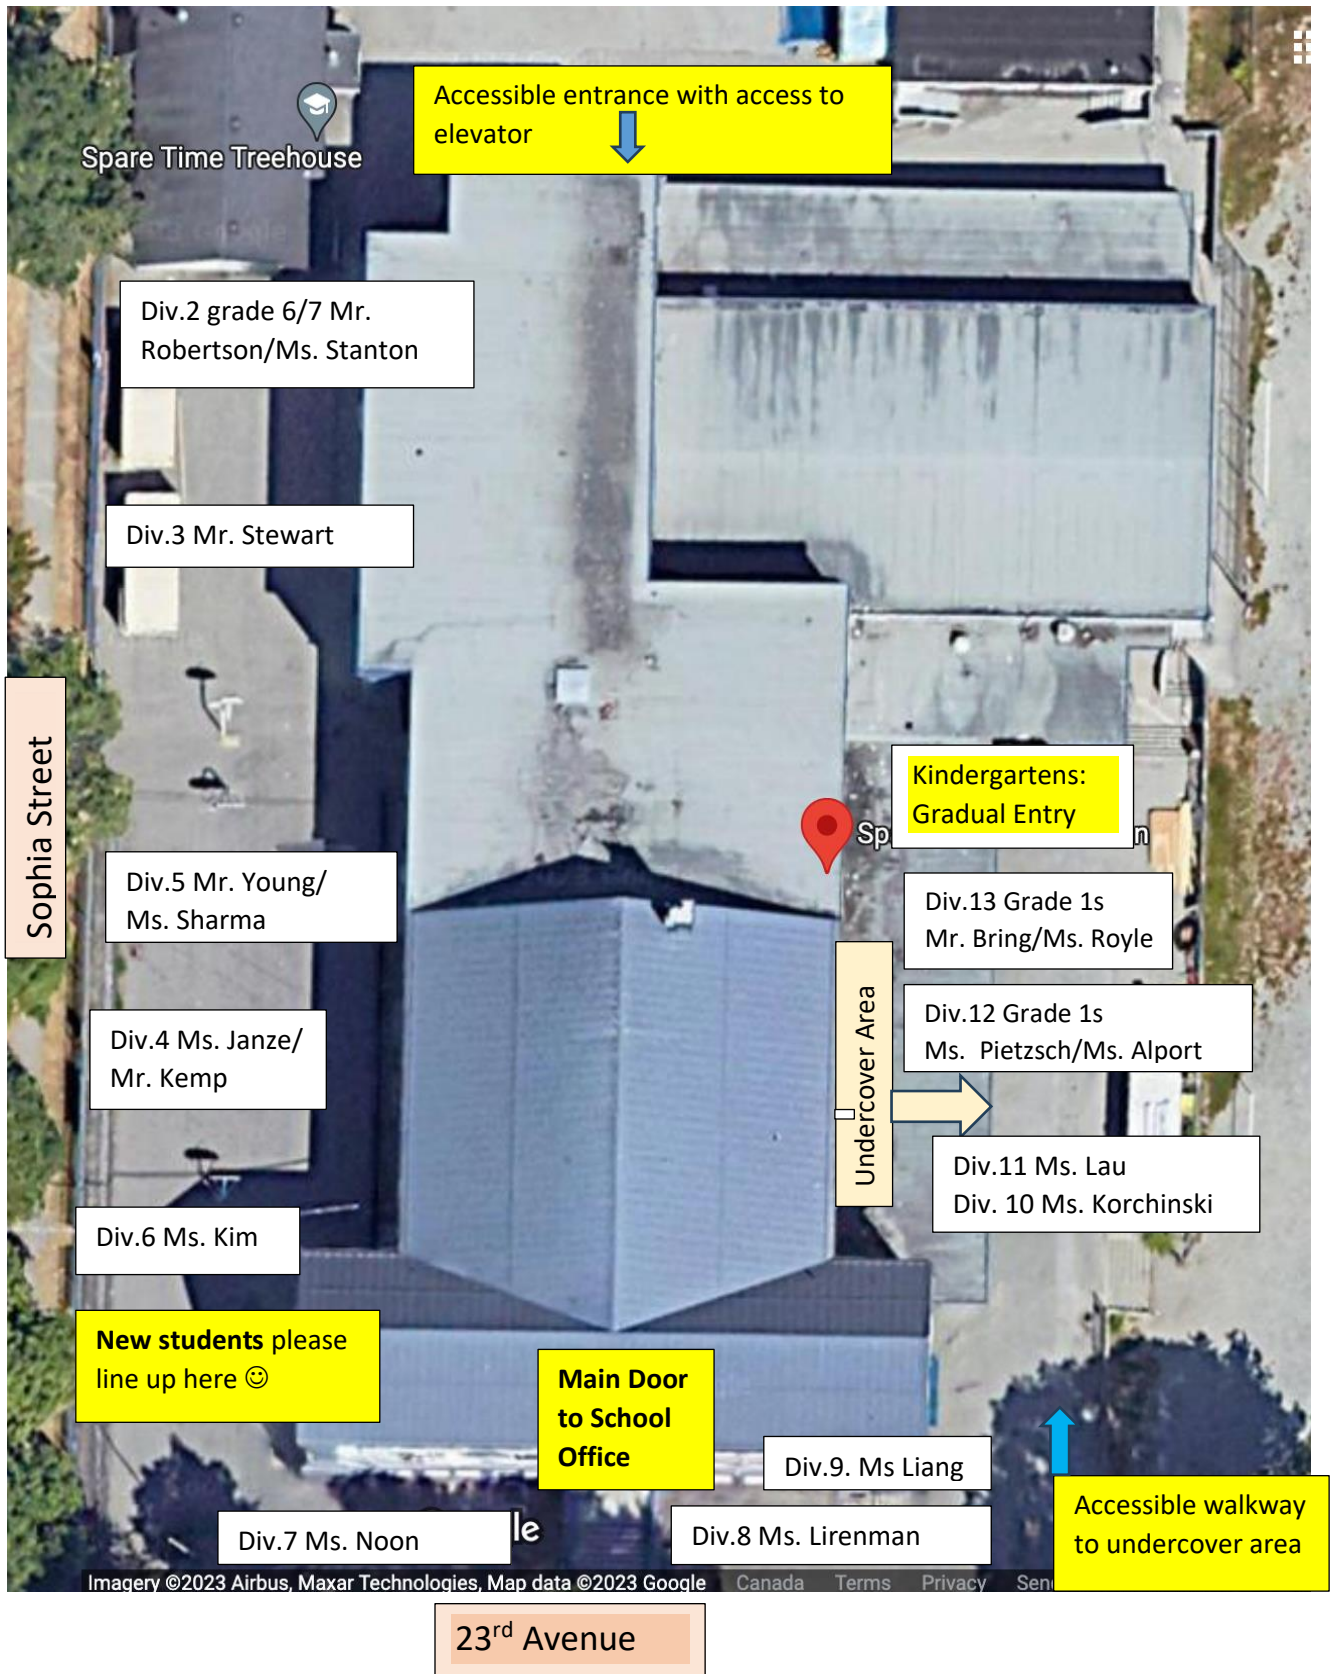 Accessible entrance with access to
elevator
Spare Time Treehouse
Google
Div.2 grade 6/7 Mr.
Robertson/Ms. Stanton
Div.3 Mr. Stewart
Sophia Street
Kindergartens:
Gradual Entry
Sp
n
Div.5 Mr. Young/
Ms. Sharma
Div.13 Grade 1s
Mr. Bring/Ms. Royle
Undercover Area
Div.12 Grade 1s
Ms. Pietzsch/Ms. Alport
Div.4 Ms. Janze/
Mr. Kemp
Div.11 Ms. Lau
Div. 10 Ms. Korchinski
Div.6 Ms. Kim
New students please
line up here ☺
Main Door
to School
Office
Div.9. Ms Liang
Accessible walkway
to undercover area
Div.7 Ms. Noon
le
Div.8 Ms. Lirenman
Imagery ©2023 Airbus, Maxar Technologies, Map data ©2023 Google Canada Terms Privacy Sen
23rd Avenue